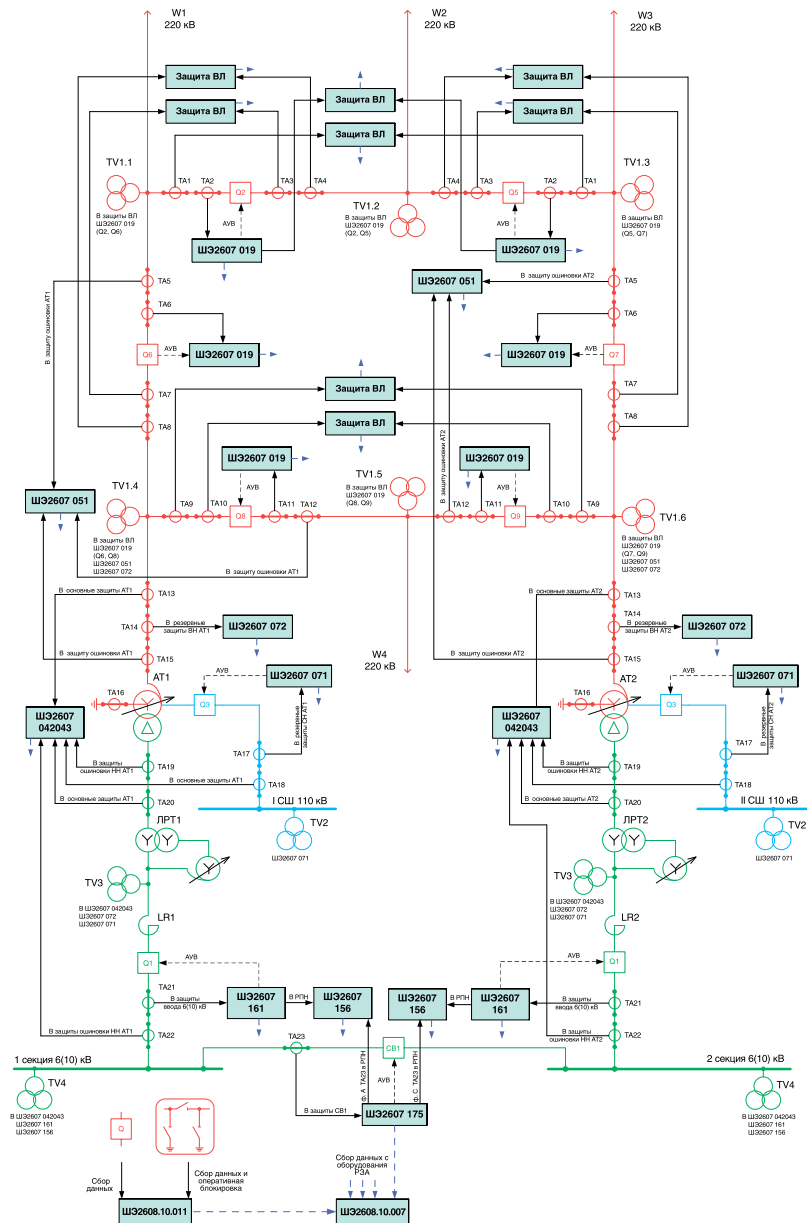 W1
220 кВ
W2
220 кВ
W3
220 кВ
Защита ВЛ
Защита ВЛ
Защита ВЛ
Защита ВЛ
Защита ВЛ
Защита ВЛ
TV1.1
TA1
TA2
Q2
TA3
TA4
TV1.2
TA4
TA3
Q5
TA2
TA1
TV1.3
В защиты ВЛ
ШЭ2607 019
(Q2, Q6)
АУВ
ШЭ2607 019
В защиты ВЛ
ШЭ2607 019
(Q2, Q5)
АУВ
ШЭ2607 019
В защиты ВЛ
ШЭ2607 019
(Q5, Q7)
В защиту ошиновки АТ1
TA5
TA6
ШЭ2607 051
В защиту ошиновки АТ2
TA5
TA6
Q6
АУВ
ШЭ2607 019
ШЭ2607 019
АУВ
Q7
TA7
TA8
Защита ВЛ
Защита ВЛ
TA7
TA8
ШЭ2607 019
АУВ
В защиту ошиновки АТ2
ШЭ2607 019
АУВ
ШЭ2607 051
TV1.4
TA9
TA10
Q8
TA11
TA12
TV1.5
В защиты ВЛ
ШЭ2607 019
(Q8, Q9)
TA12
TA11
Q9
TA10
TA9
TV1.6
В защиты ВЛ
ШЭ2607 019
(Q6, Q8)
ШЭ2607 051
ШЭ2607 072
В защиту ошиновки АТ1
В защиты ВЛ
ШЭ2607 019
(Q7, Q9)
ШЭ2607 051
ШЭ2607 072
В основные защиты АТ1
TA13
TA14
В резервные
защиты ВН АТ1
ШЭ2607 072
В защиту ошиновки АТ1
TA15
W4
220 кВ
В основные защиты АТ2
TA13
TA14
В резервные
защиты ВН АТ2
ШЭ2607 072
В защиту ошиновки АТ2
TA15
АТ1
TA16
АУВ
Q3
ШЭ2607 071
ШЭ2607
042043
В резервные
защиты СН АТ1
TA17
TA18
В защиты
ошиновки НН АТ1
TA19
В основные защиты АТ1
В основные защиты АТ1
TA20
I СШ 110 кВ
TV2
ШЭ2607 071
АТ2
TA16
АУВ
Q3
ШЭ2607 071
ШЭ2607
042043
В резервные
защиты СН АТ2
TA17
TA18
В защиты
ошиновки НН АТ2
TA19
В основные защиты АТ2
TA20
II СШ 110 кВ
TV2
ШЭ2607 071
ЛРТ1
TV3
В ШЭ2607 042043
ШЭ2607 072
ШЭ2607 071
LR1
Q1
АУВ
ЛРТ2
TV3
В ШЭ2607 042043
ШЭ2607 072
ШЭ2607 071
LR2
Q1
АУВ
TA21
В защиты
ввода 6(10) кВ
ШЭ2607
161
В РПН
ШЭ2607
156
ШЭ2607
156
В РПН
ШЭ2607
161
В защиты
ввода 6(10) кВ
TA21
В защиты ошиновки НН АТ1
TA22
TA23
СВ1
В защиты
ошиновки НН АТ2
TA22
1 секция 6(10) кВ
2 секция 6(10) кВ
TV4
В ШЭ2607 042043
ШЭ2607 161
ШЭ2607 156
ф. А ТА23 в РПН
АУВ
ф. С ТА23 в РПН
В защиты СВ1
ШЭ2607 175
TV4
В ШЭ2607 042043
ШЭ2607 161
ШЭ2607 156
Q
Сбор
данных
Сбор данных и
оперативная
блокировка
Сбор данных с
оборудования
РЗА
ШЭ2608.10.011
ШЭ2608.10.007